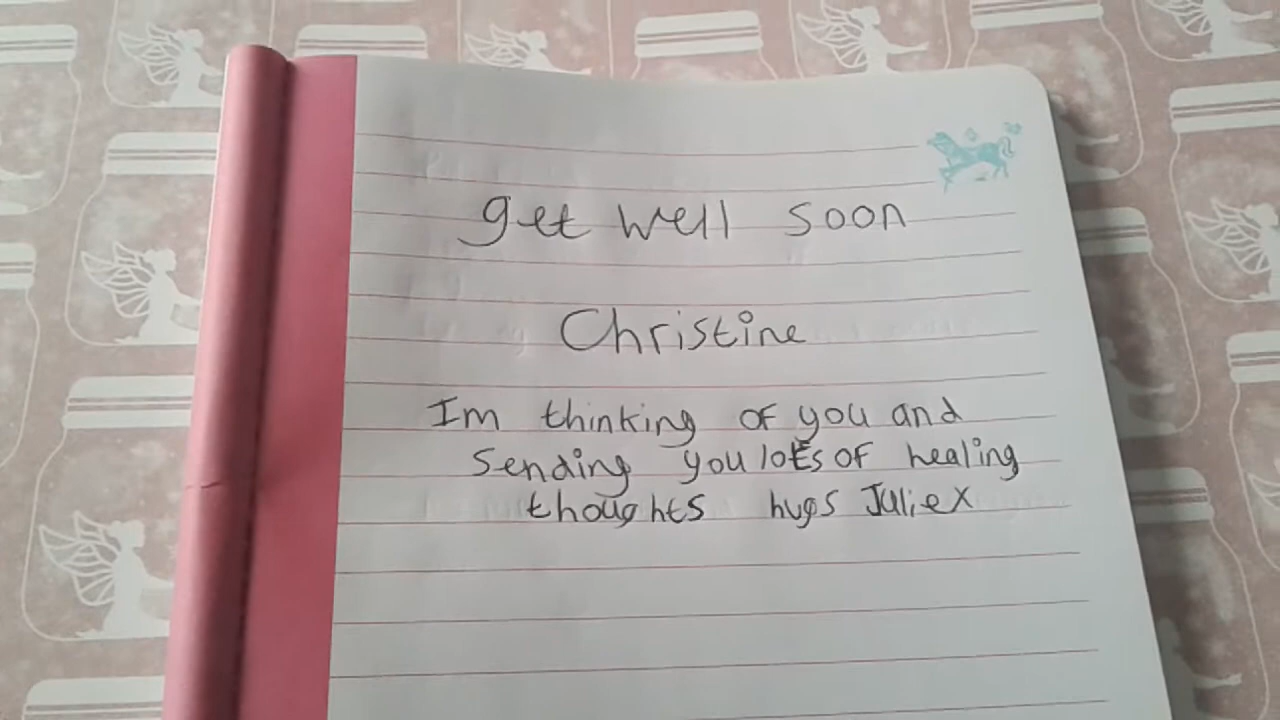 get well soon
Christine
Im thinking of you and
sending you lots of healing
thoughts hugs Julie x